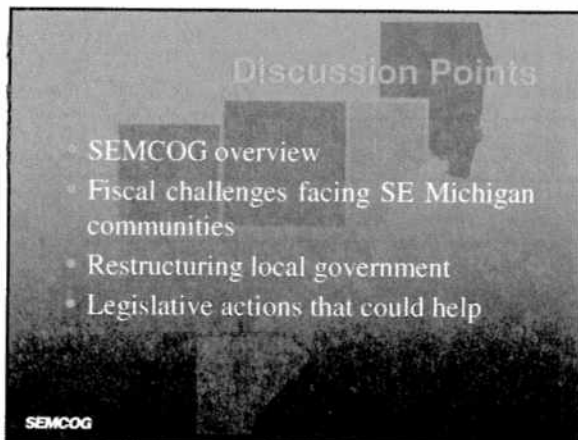 Discussion Points
SEMCOG overview
Fiscal challenges facing SE Michigan
communities
Restructuring local government
Legislative actions that could help
SEMCOG